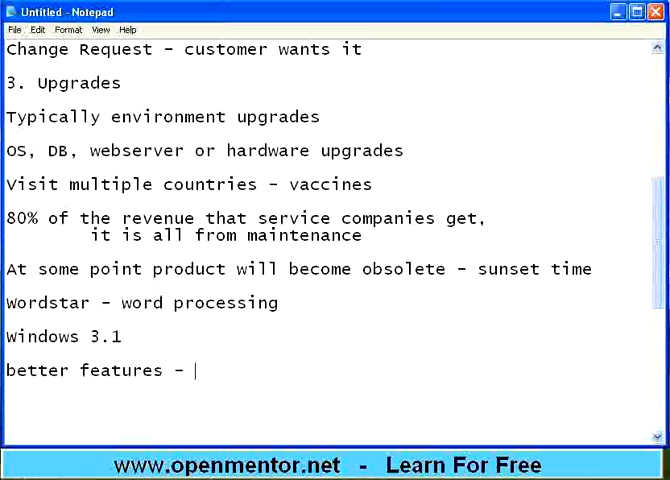 Untitled - Notepad
File Edit Format View Help
Change Request - customer wants it
3. Upgrades
Typically environment upgrades
OS, DB, webserver or hardware upgrades
Visit multiple countries - vaccines
80% of the revenue that service companies get,
it is all from maintenance
At some point product will become obsolete - sunset time
Wordstar - word processing
Windows 3.1
better features -
www.openmentor.net - Learn For Free